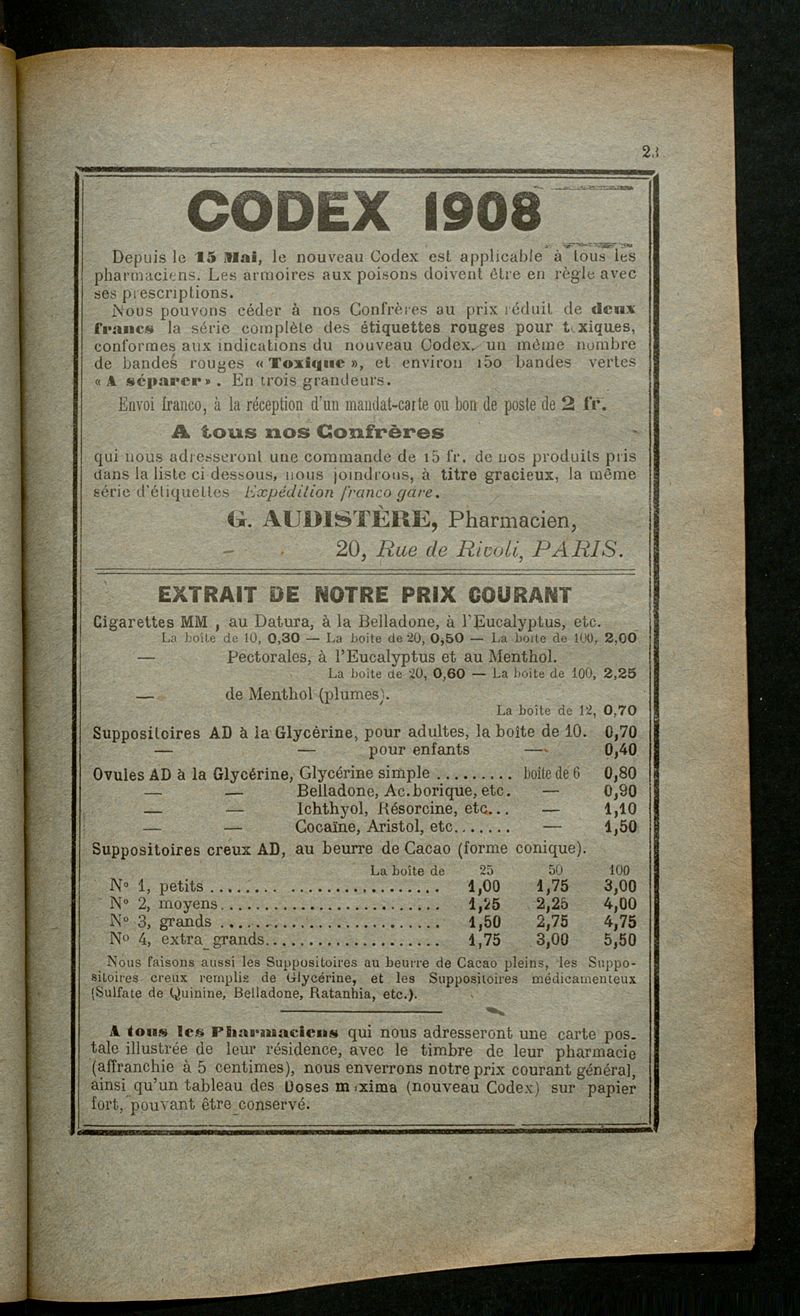 CODEX 1908
Depuis le 15 Mai, le nouveau Codex est applicable à tous les
pharmaciens. Les armoires aux poisons doivent être en règle avec
ses prescriptions.
Nous pouvons céder à nos Confrères au prix réduit de deux
francs la série complète des étiquettes rouges pour t xiques,
conformes aux indications du nouveau Codex, un même nombre
de bandes rouges « Toxique », et environ 150 bandes vertes
« A séparer ». En trois grandeurs.
Envoi franco, à la réception d'un mandat-carte ou bon de poste de 2 fr.
A tous nos Confrères
qui nous adresseront une commande de 15 fr. de nos produits pris
dans la liste ci dessous, nous joindrons, à titre gracieux, la même
série d'étiquettes Expédition franco gare.
G. AUDISTÈRE, Pharmacien,
20, Rue de Rivoli, PARIS.
EXTRAIT DE NOTRE PRIX COURANT
Cigarettes MM , au Datura, à la Belladone, à l'Eucalyptus, etc.
La boîte de 10, 0,30 — La boite de 20, 0,50 — La boite de 100, 2,00
— Pectorales, à l'Eucalyptus et au Menthol.
La boite de 20, 0,60 — La boite de 100, 2,25
— de Menthol (plumes).
La boîte de 12, 0,70
Suppositoires AD à la Glycérine, pour adultes, la boîte de 10. 0,70
— — pour enfants — 0,40
Ovules AD à la Glycérine, Glycérine simple ......... boîte de 6 0,80
— — Belladone, Ac. borique, etc. — 0,90
— — Ichthyol, Résorcine, etc... — 1,10
— — Cocaïne, Aristol, etc....... — 1,50
Suppositoires creux AD, au beurre de Cacao (forme conique).
La boîte de 25 50 100
N° 1, petits ........................ 1,00 1,75 3,00
N° 2, moyens........................ 1,25 2,25 4,00
N° 3, grands ........................ 1,50 2,75 4,75
N° 4, extra grands.................... 1,75 3,00 5,50
Nous faisons aussi les Suppositoires au beurre de Cacao pleins, les Suppo-
sitoires creux remplis de Glycérine, et les Suppositoires médicamenteux
(Sulfate de Quinine, Belladone, Ratanhia, etc.).
A tous les Pharmaciens qui nous adresseront une carte pos-
tale illustrée de leur résidence, avec le timbre de leur pharmacie
(affranchie à 5 centimes), nous enverrons notre prix courant général,
ainsi qu'un tableau des Doses m xima (nouveau Codex) sur papier
fort, pouvant être conservé.